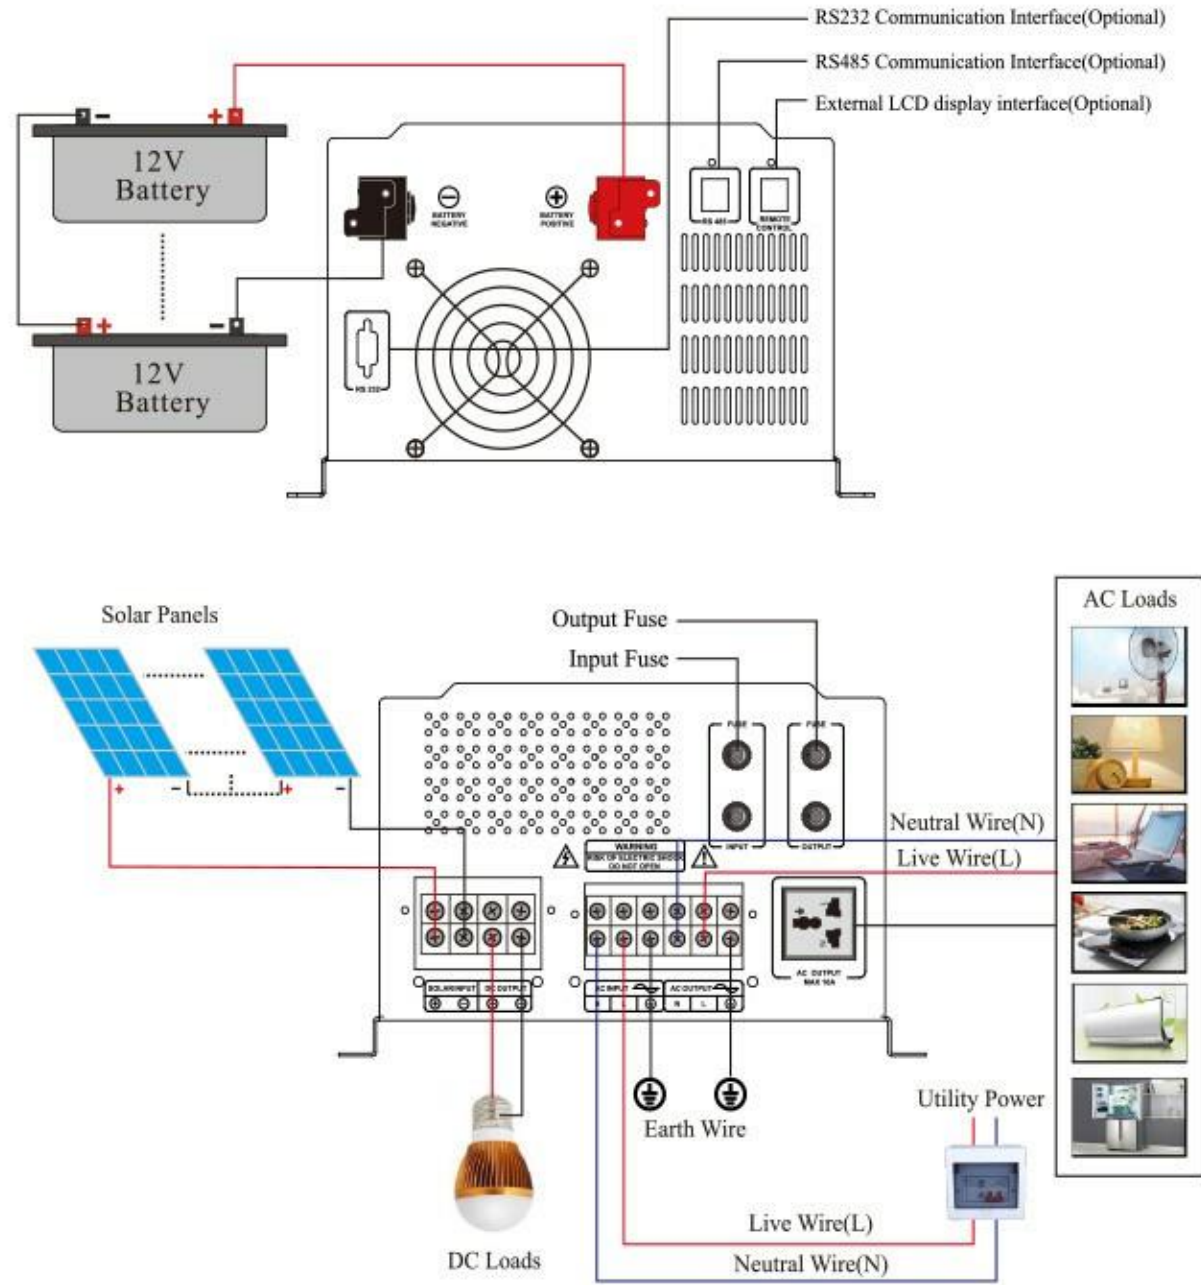 RS232 Communication Interface(Optional)
RS485 Communication Interface(Optional)
External LCD display interface(Optional)
- +
12V
Battery
+ -
12V
Battery
BATTERY
NEGATIVE
BATTERY
POSITIVE
RS 485
REMOTE
CONTROL
RS 232
Solar Panels
+ - + -
Output Fuse
Input Fuse
AC Loads
FUSE
FUSE
INPUT
OUTPUT
WARNING
RISK OF ELECTRIC SHOCK
DO NOT OPEN
Neutral Wire(N)
Live Wire(L)
SOLAR INPUT
DC OUTPUT
AC INPUT
AC OUTPUT
N L
N L
AC OUTPUT
MAX 10A
Earth Wire
Utility Power
DC Loads
Live Wire(L)
Neutral Wire(N)